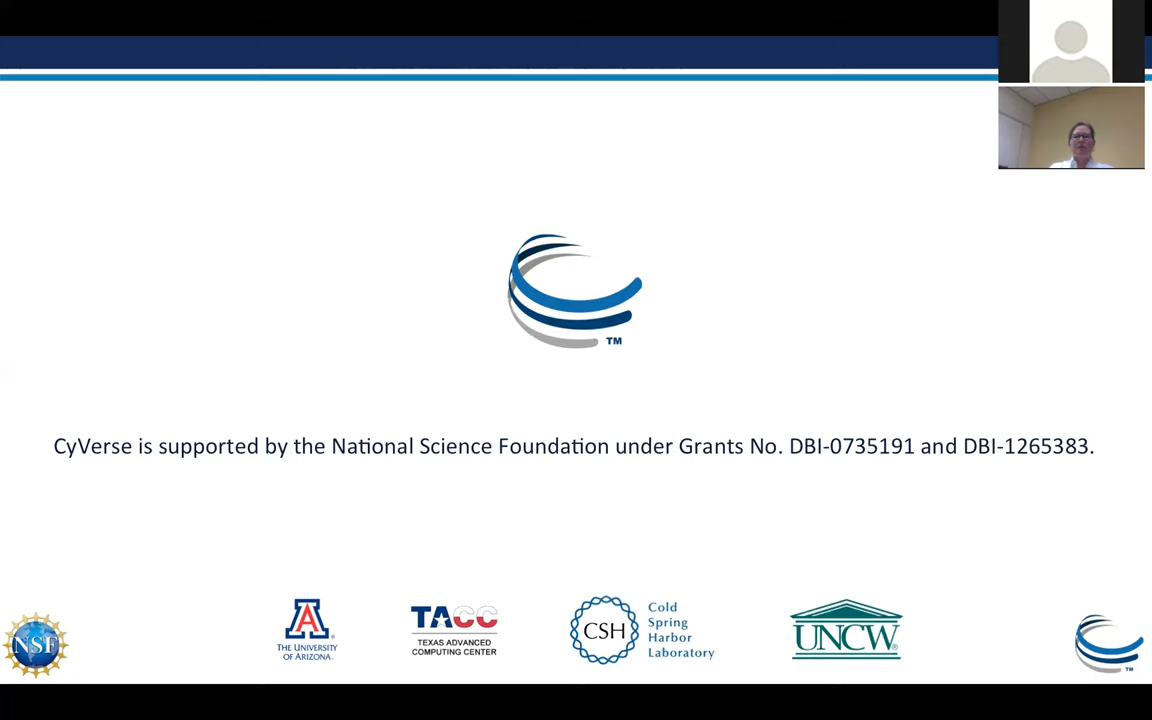 TM
CyVerse is supported by the National Science Foundation under Grants No. DBI-0735191 and DBI-1265383.
NSF
THE UNIVERSITY
OF ARIZONA.
TACC
TEXAS ADVANCED
COMPUTING CENTER
CSH
Cold
Spring
Harbor
Laboratory
UNCW®
TM